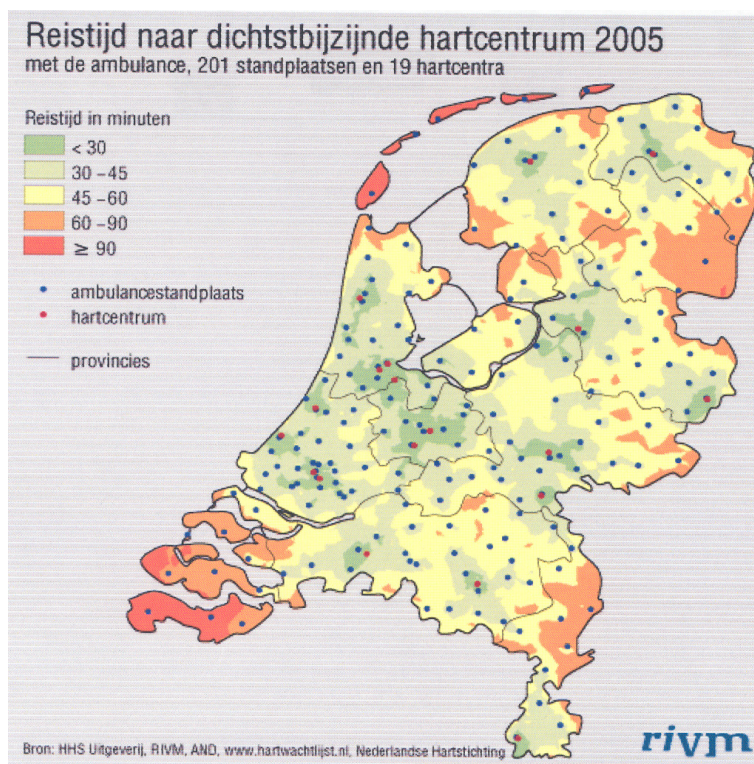 Reistijd naar dichtstbijzijnde hartcentrum 2005
met de ambulance, 201 standplaatsen en 19 hartcentra
Reistijd in minuten
< 30
30 - 45
45 - 60
60 - 90
≥ 90
ambulancestandplaats
hartcentrum
provincies
Bron: HHS Uitgeverij, RIVM, AND, www.hartwachtlijst.nl, Nederlandse Hartstichting
rivm